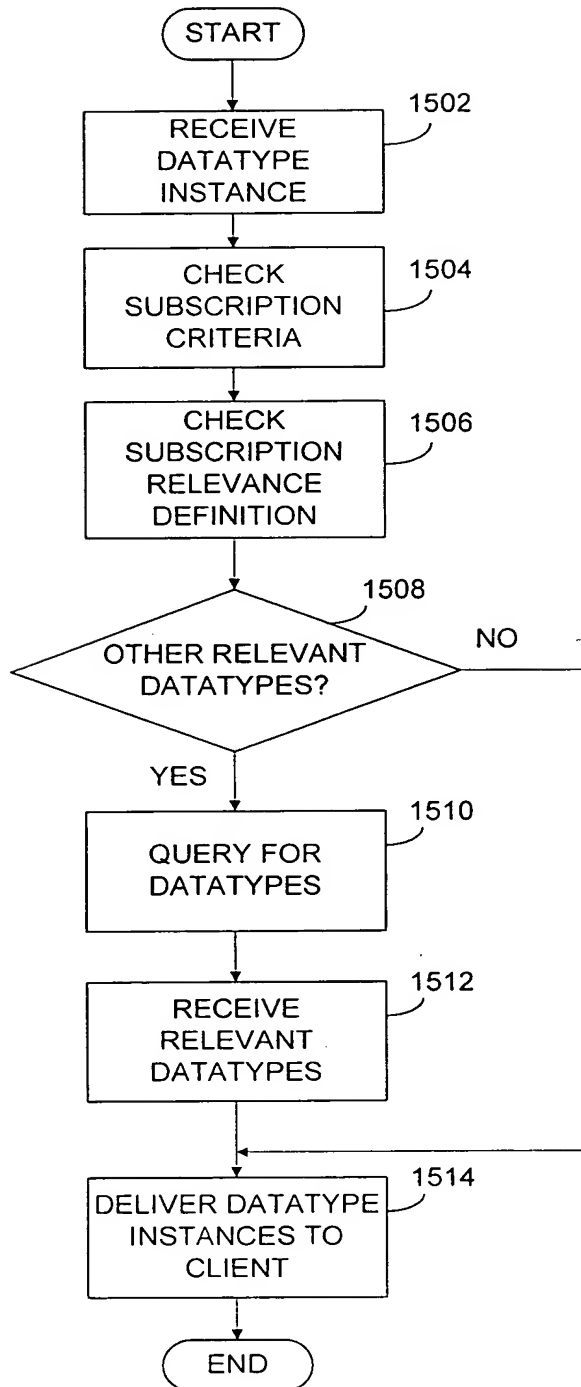 START
1502
RECEIVE
DATATYPE
INSTANCE
1504
CHECK
SUBSCRIPTION
CRITERIA
1506
CHECK
SUBSCRIPTION
RELEVANCE
DEFINITION
1508
OTHER RELEVANT
DATATYPES?
NO
YES
1510
QUERY FOR
DATATYPES
1512
RECEIVE
RELEVANT
DATATYPES
1514
DELIVER DATATYPE
INSTANCES TO
CLIENT
END